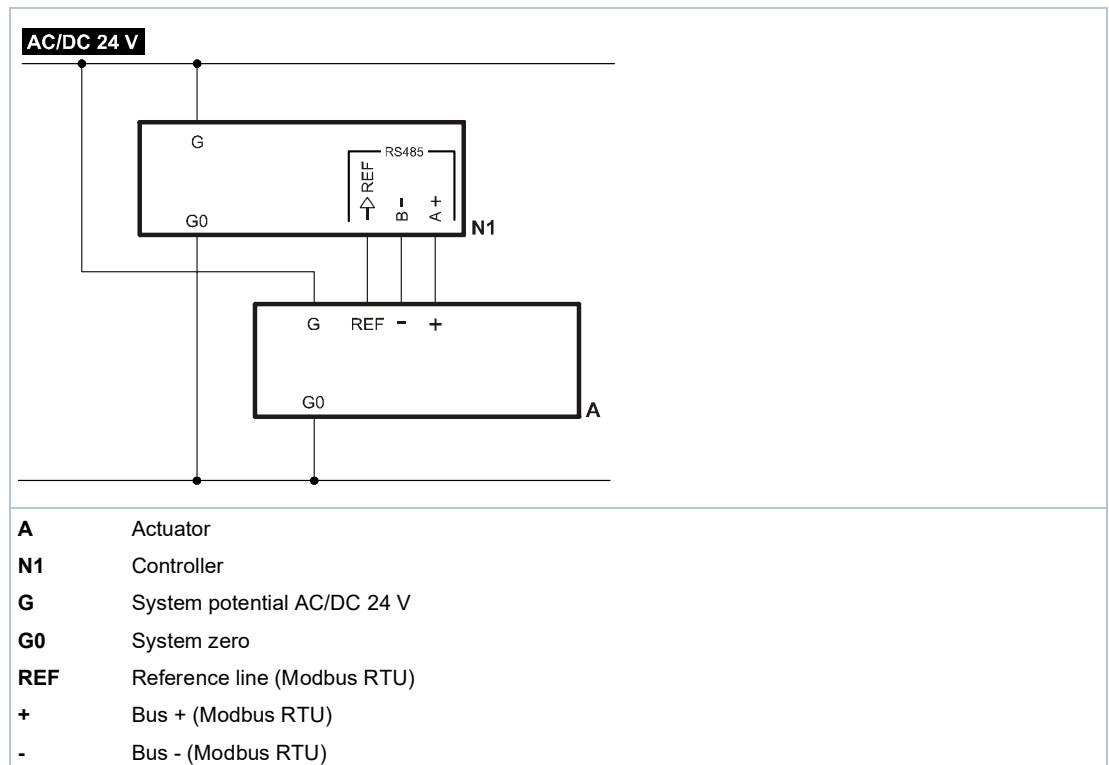 AC/DC 24 V
G
RS485
REF
B -
A +
G0
N1
G REF - +
G0
A
A Actuator
N1 Controller
G System potential AC/DC 24 V
G0 System zero
REF Reference line (Modbus RTU)
+ Bus + (Modbus RTU)
- Bus - (Modbus RTU)